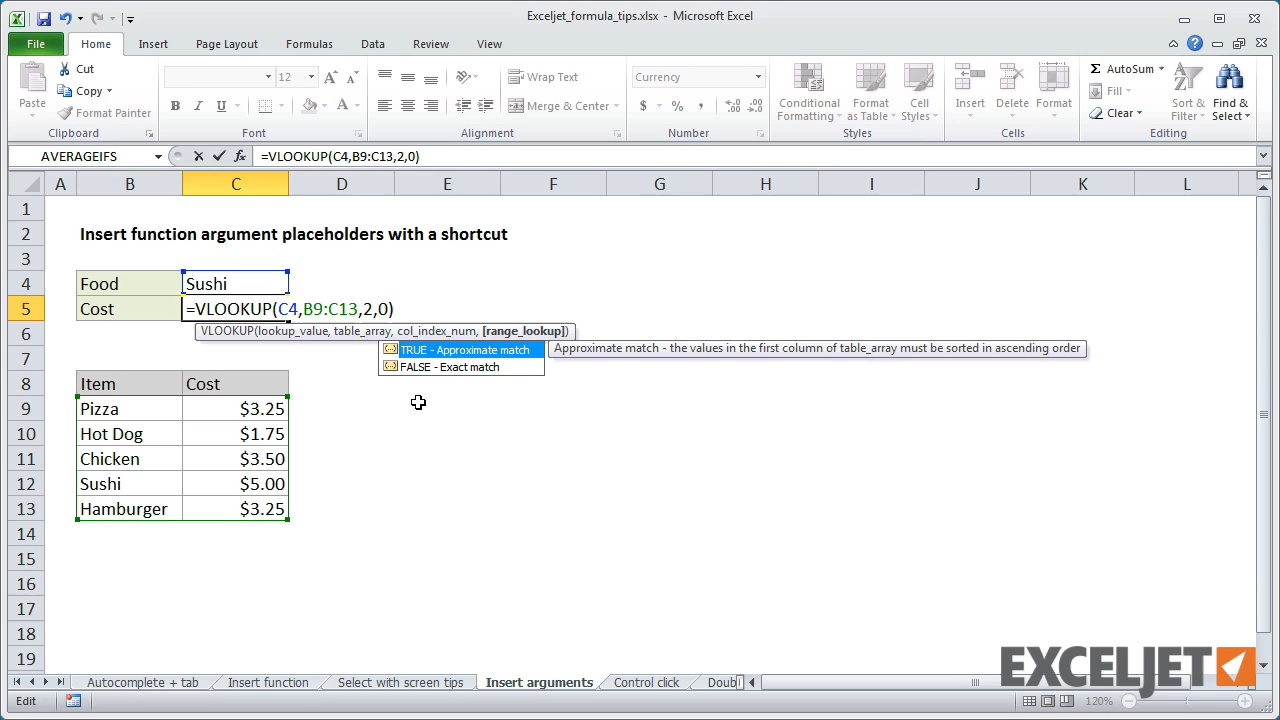 Exceljet_formula_tips.xlsx - Microsoft Excel
File Home Insert Page Layout Formulas Data Review View
Paste
Cut
Copy
Format Painter
Clipboard
12
B I U
A
Font
Wrap Text
Merge & Center
Alignment
Currency
$ % ,
Number
Conditional Formatting
Format as Table
Cell Styles
Styles
Insert
Delete
Format
Cells
AutoSum
Fill
Clear
Sort & Filter
Find & Select
Editing
AVERAGEIFS fx =VLOOKUP(C4,B9:C13,2,0)
A B C D E F G H I J K L
1
2 Insert function argument placeholders with a shortcut
3
4 Food Sushi
5 Cost =VLOOKUP(C4,B9:C13,2,0)
VLOOKUP(lookup_value, table_array, col_index_num, [range_lookup])
6
TRUE - Approximate match Approximate match - the values in the first column of table_array must be sorted in ascending order
7
FALSE - Exact match
8 Item Cost
9 Pizza $3.25
10 Hot Dog $1.75
11 Chicken $3.50
12 Sushi $5.00
13 Hamburger $3.25
14
15
16
17
18
19
EXCELJET
Autocomplete + tab Insert function Select with screen tips Insert arguments Control click Doubl
Edit 120%